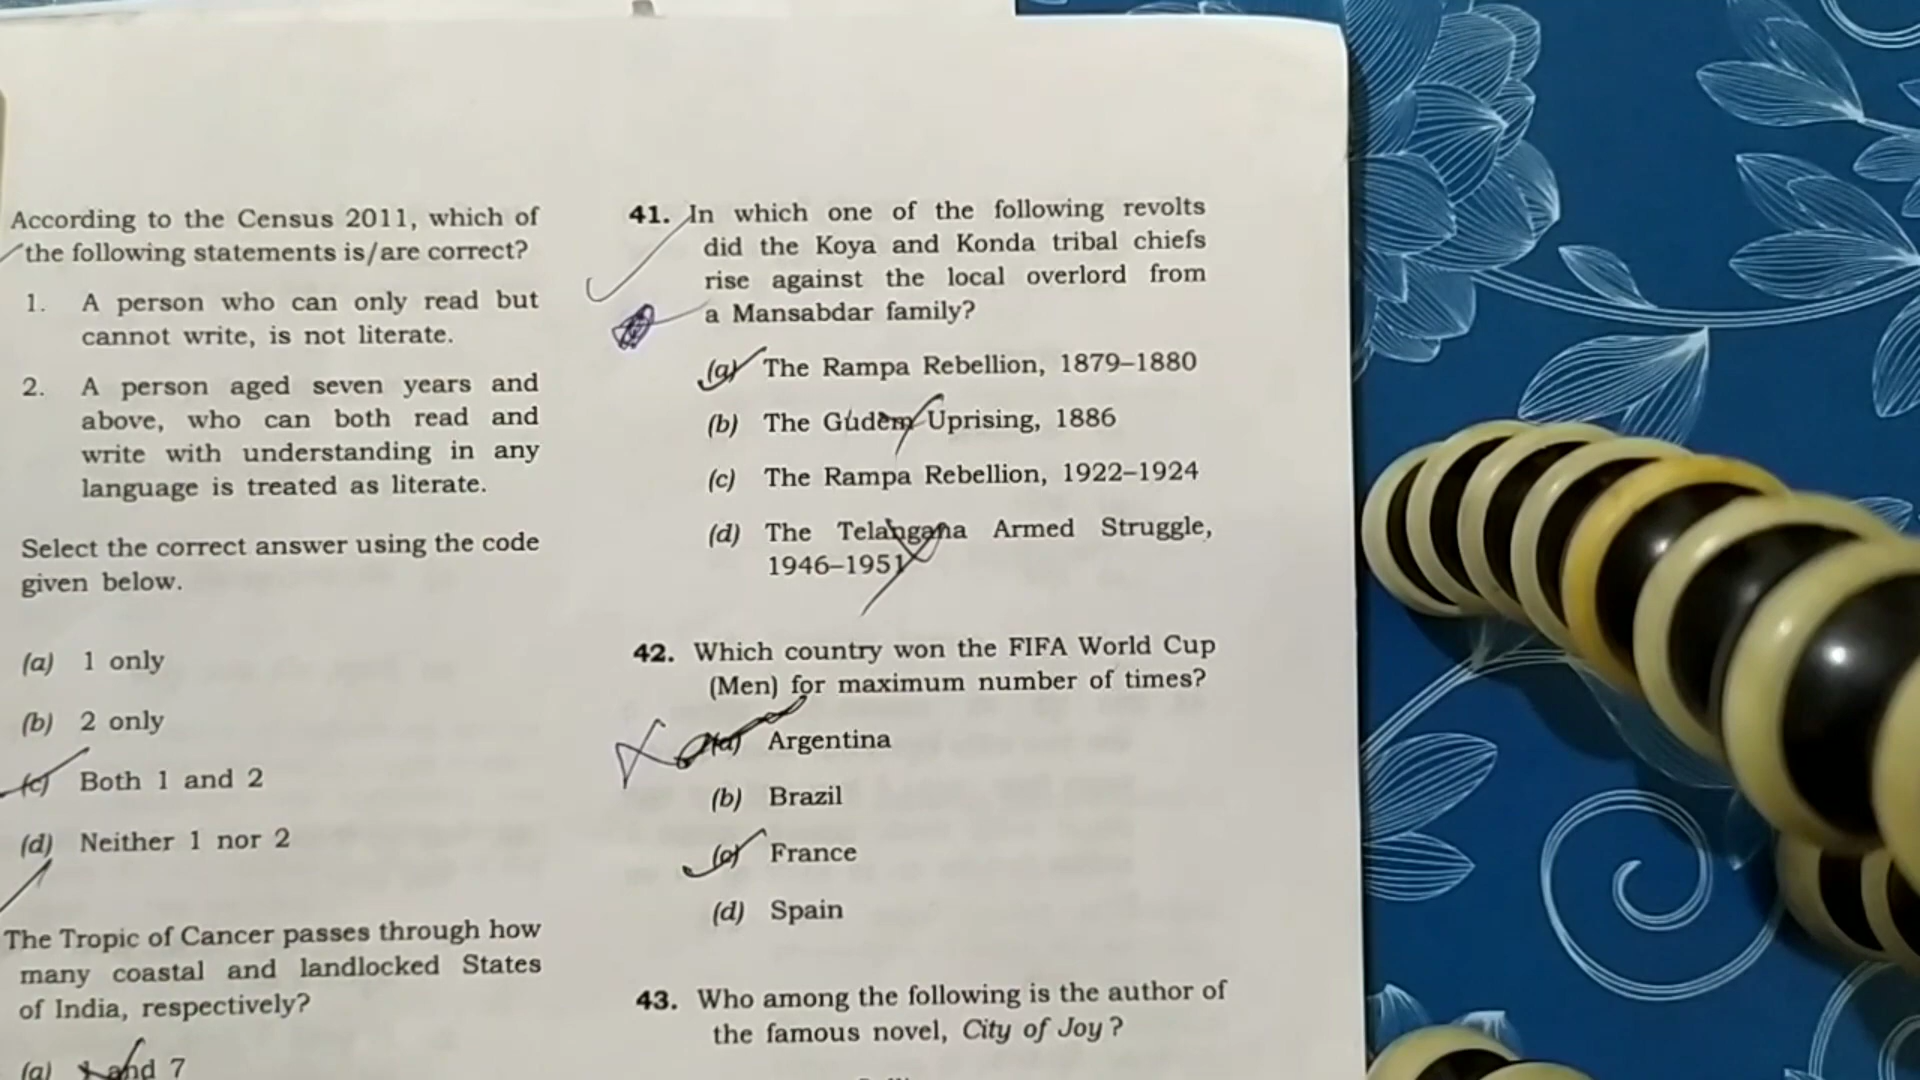 According to the Census 2011, which of
the following statements is/are correct?
1. A person who can only read but
cannot write, is not literate.
2. A person aged seven years and
above, who can both read and
write with understanding in any
language is treated as literate.
Select the correct answer using the code
given below.
(a) 1 only
(b) 2 only
(c) Both 1 and 2
(d) Neither 1 nor 2
The Tropic of Cancer passes through how
many coastal and landlocked States
of India, respectively?
(a) 1 and 7
41. In which one of the following revolts
did the Koya and Konda tribal chiefs
rise against the local overlord from
a Mansabdar family?
(a) The Rampa Rebellion, 1879–1880
(b) The Gudem Uprising, 1886
(c) The Rampa Rebellion, 1922–1924
(d) The Telangana Armed Struggle,
1946–1951
42. Which country won the FIFA World Cup
(Men) for maximum number of times?
(a) Argentina
(b) Brazil
(c) France
(d) Spain
43. Who among the following is the author of
the famous novel, City of Joy?